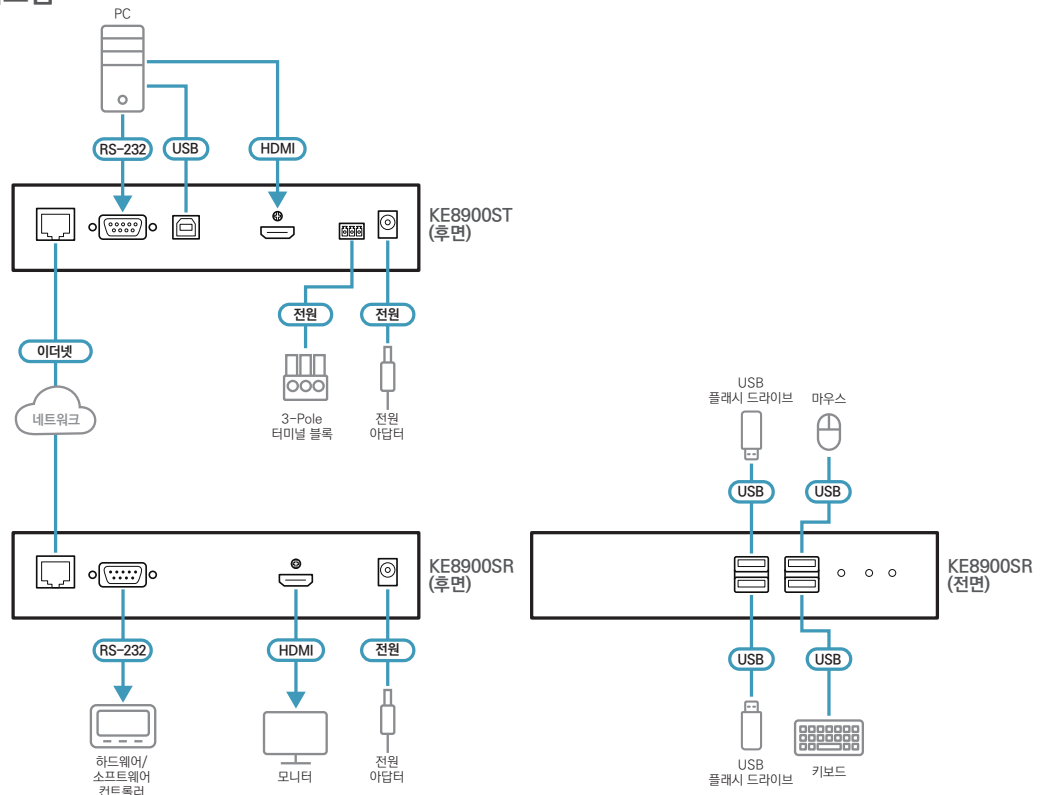 PC
RS-232
USB
HDMI
KE8900ST
(후면)
전원
전원
이더넷
네트워크
3-Pole
터미널 블록
전원
아답터
USB
플래시 드라이브
마우스
USB
USB
KE8900SR
(후면)
KE8900SR
(전면)
RS-232
HDMI
전원
USB
USB
하드웨어/
소프트웨어
컨트롤러
모니터
전원
아답터
USB
플래시 드라이브
키보드